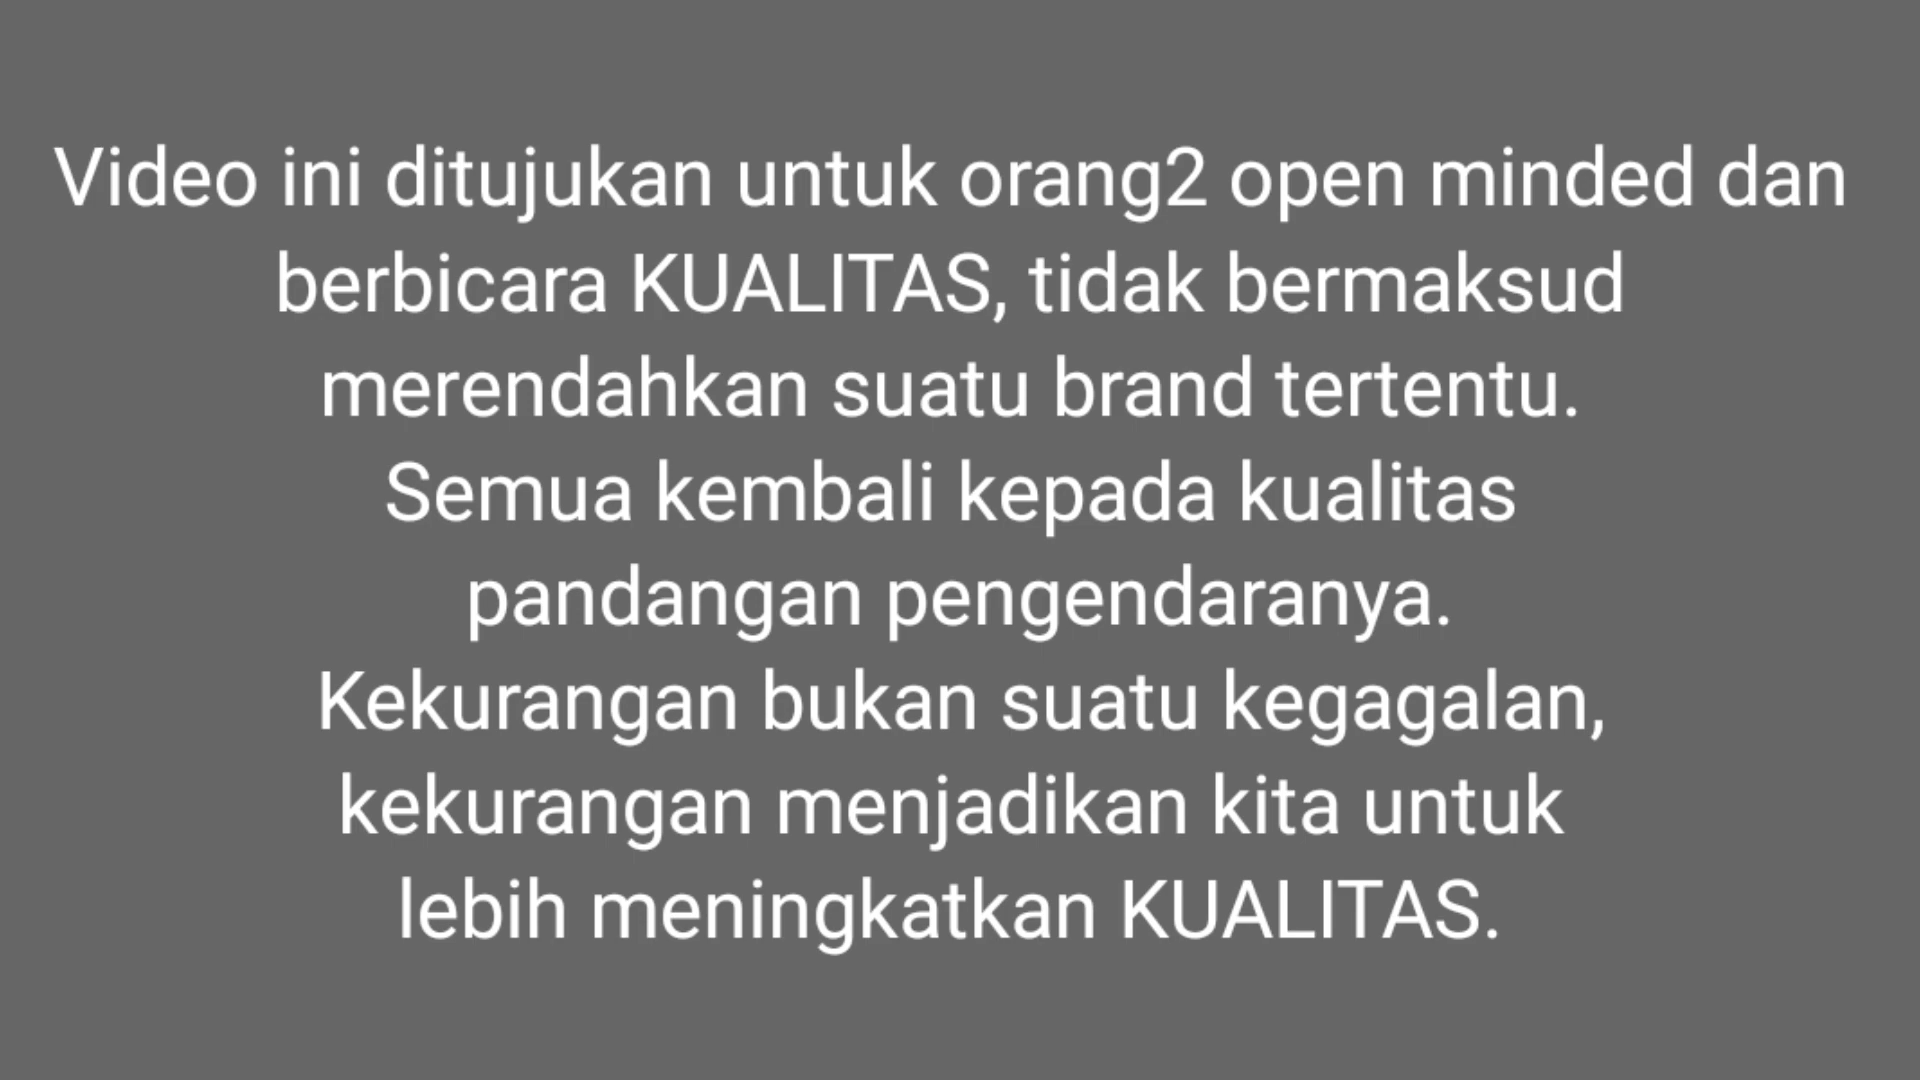 Video ini ditujukan untuk orang2 open minded dan
berbicara KUALITAS, tidak bermaksud
merendahkan suatu brand tertentu.
Semua kembali kepada kualitas
pandangan pengendaranya.
Kekurangan bukan suatu kegagalan,
kekurangan menjadikan kita untuk
lebih meningkatkan KUALITAS.